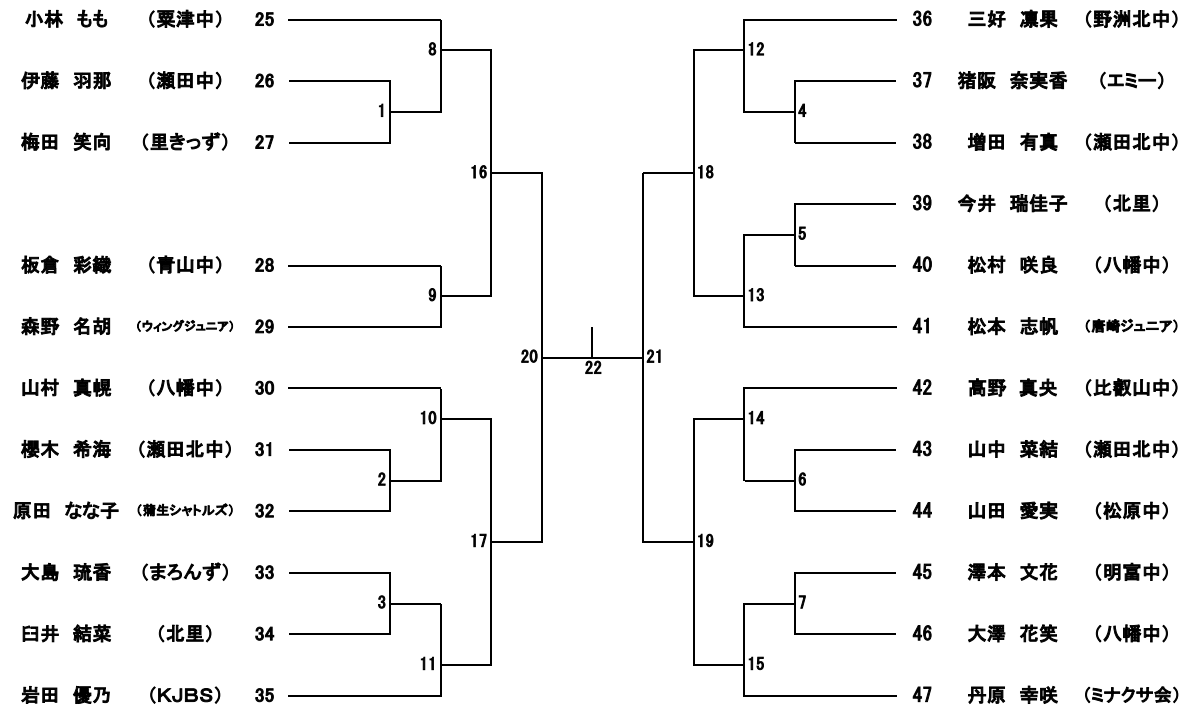 小林 もも （粟津中） 25
36 三好 凛果 （野洲北中）
8
12
伊藤 羽那 （瀬田中） 26
37 猪阪 奈実香 （エミー）
1
4
梅田 笑向 （里きっず） 27
38 増田 有真 （瀬田北中）
16
18
39 今井 瑞佳子 （北里）
5
板倉 彩織 （青山中） 28
40 松村 咲良 （八幡中）
9
13
森野 名胡 （ウィングジュニア） 29
41 松本 志帆 （唐崎ジュニア）
20
21
22
山村 真幌 （八幡中） 30
42 高野 真央 （比叡山中）
10
14
櫻木 希海 （瀬田北中） 31
43 山中 菜結 （瀬田北中）
2
6
原田 なな子 （蒲生シャトルズ） 32
44 山田 愛実 （松原中）
17
19
大島 琉香 （まろんず） 33
45 澤本 文花 （明富中）
3
7
臼井 結菜 （北里） 34
46 大澤 花笑 （八幡中）
11
15
岩田 優乃 （KJBS） 35
47 丹原 幸咲 （ミナクサ会）